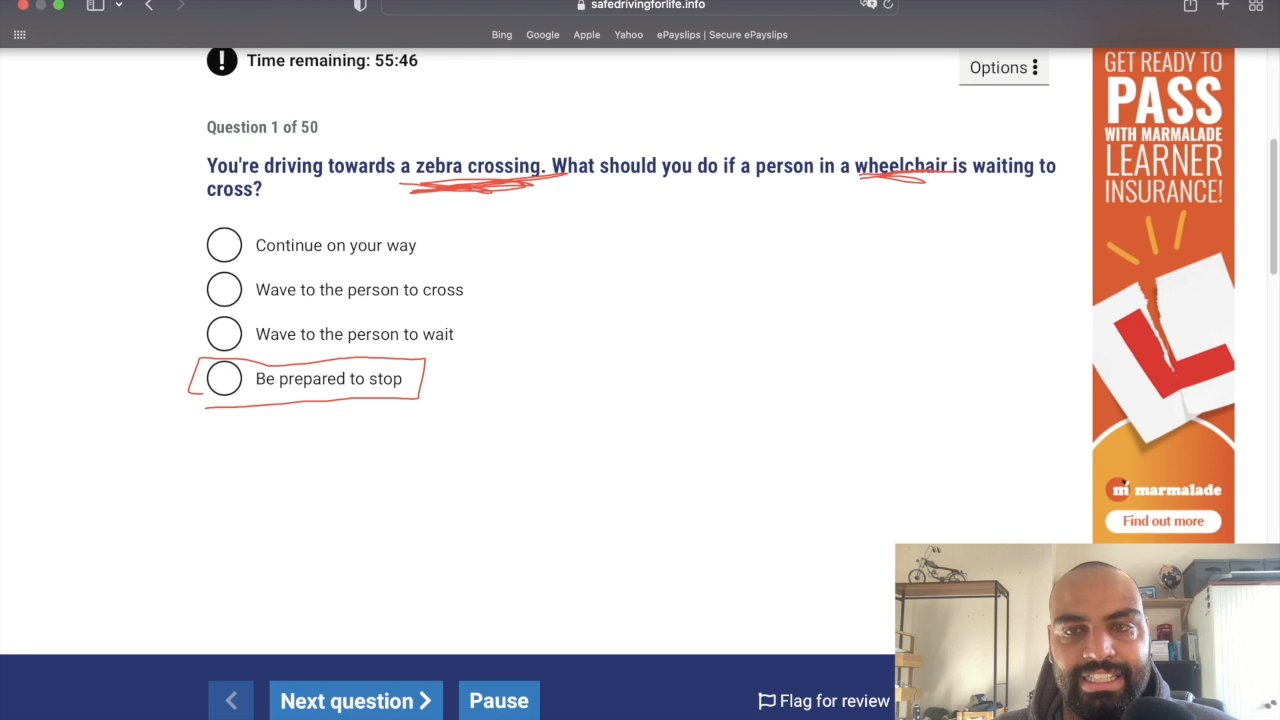 safedrivingforlife.info
Bing Google Apple Yahoo ePayslips | Secure ePayslips
! Time remaining: 55:46
Options
Question 1 of 50
You're driving towards a zebra crossing. What should you do if a person in a wheelchair is waiting to
cross?
Continue on your way
Wave to the person to cross
Wave to the person to wait
Be prepared to stop
Next question
Pause
Flag for review
GET READY TO
PASS
WITH MARMALADE
LEARNER
INSURANCE!
L
m marmalade
Find out more